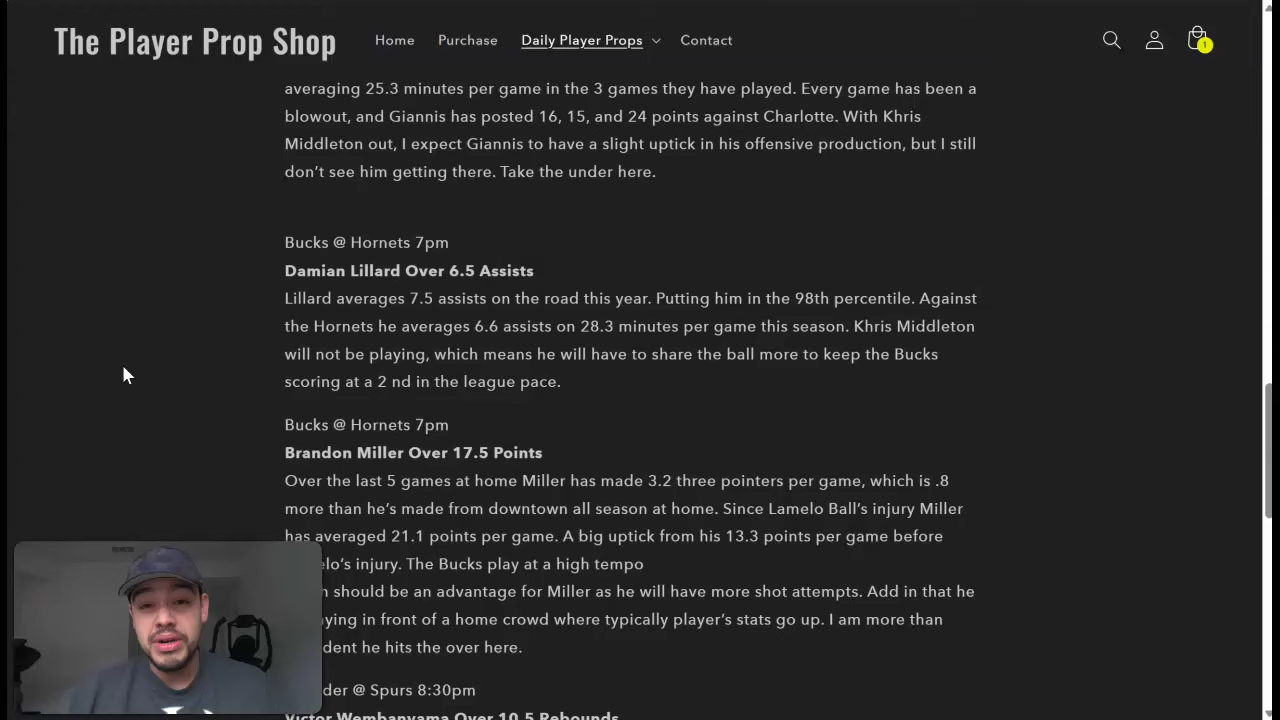 The Player Prop Shop
Home
Purchase
Daily Player Props
Contact
1
averaging 25.3 minutes per game in the 3 games they have played. Every game has been a
blowout, and Giannis has posted 16, 15, and 24 points against Charlotte. With Khris
Middleton out, I expect Giannis to have a slight uptick in his offensive production, but I still
don’t see him getting there. Take the under here.
Bucks @ Hornets 7pm
Damian Lillard Over 6.5 Assists
Lillard averages 7.5 assists on the road this year. Putting him in the 98th percentile. Against
the Hornets he averages 6.6 assists on 28.3 minutes per game this season. Khris Middleton
will not be playing, which means he will have to share the ball more to keep the Bucks
scoring at a 2 nd in the league pace.
Bucks @ Hornets 7pm
Brandon Miller Over 17.5 Points
Over the last 5 games at home Miller has made 3.2 three pointers per game, which is .8
more than he’s made from downtown all season at home. Since Lamelo Ball’s injury Miller
has averaged 21.1 points per game. A big uptick from his 13.3 points per game before
elo’s injury. The Bucks play at a high tempo
should be an advantage for Miller as he will have more shot attempts. Add in that he
ying in front of a home crowd where typically player’s stats go up. I am more than
dent he hits the over here.
der @ Spurs 8:30pm
Victor Wembanyama Over 10.5 Rebounds